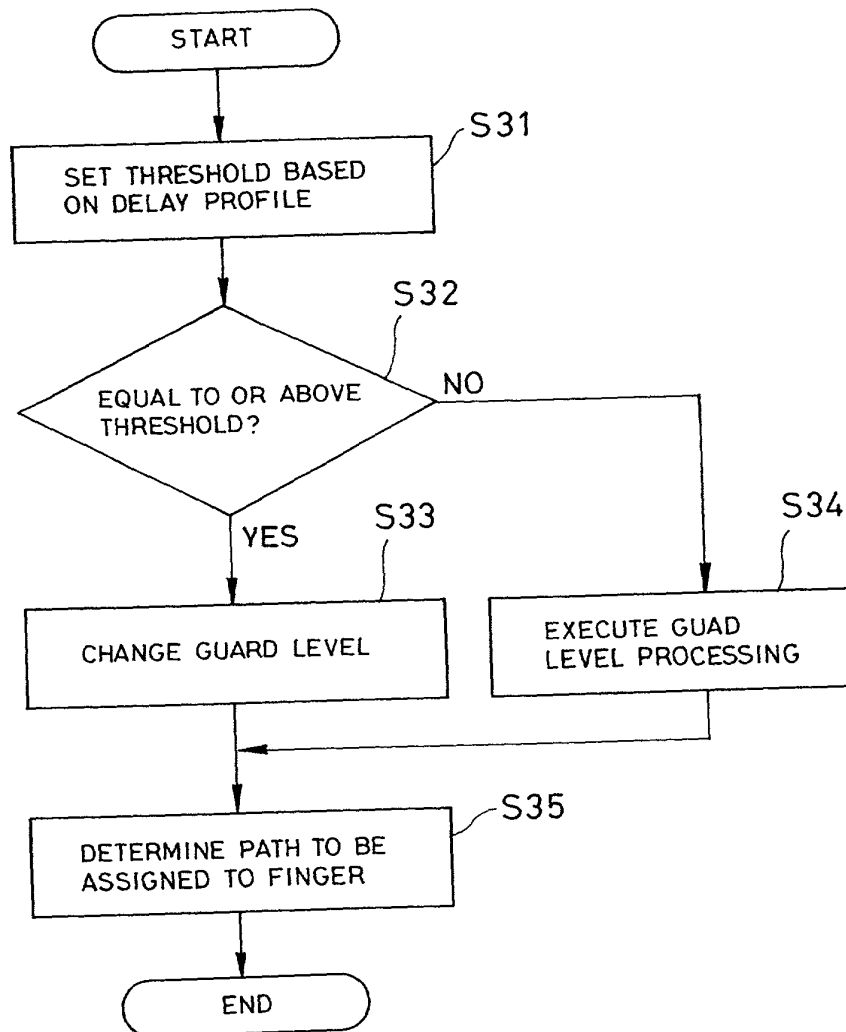 START
S31
SET THRESHOLD BASED
ON DELAY PROFILE
S32
EQUAL TO OR ABOVE
THRESHOLD?
NO
YES
S33
CHANGE GUARD LEVEL
S34
EXECUTE GUAD
LEVEL PROCESSING
S35
DETERMINE PATH TO BE
ASSIGNED TO FINGER
END